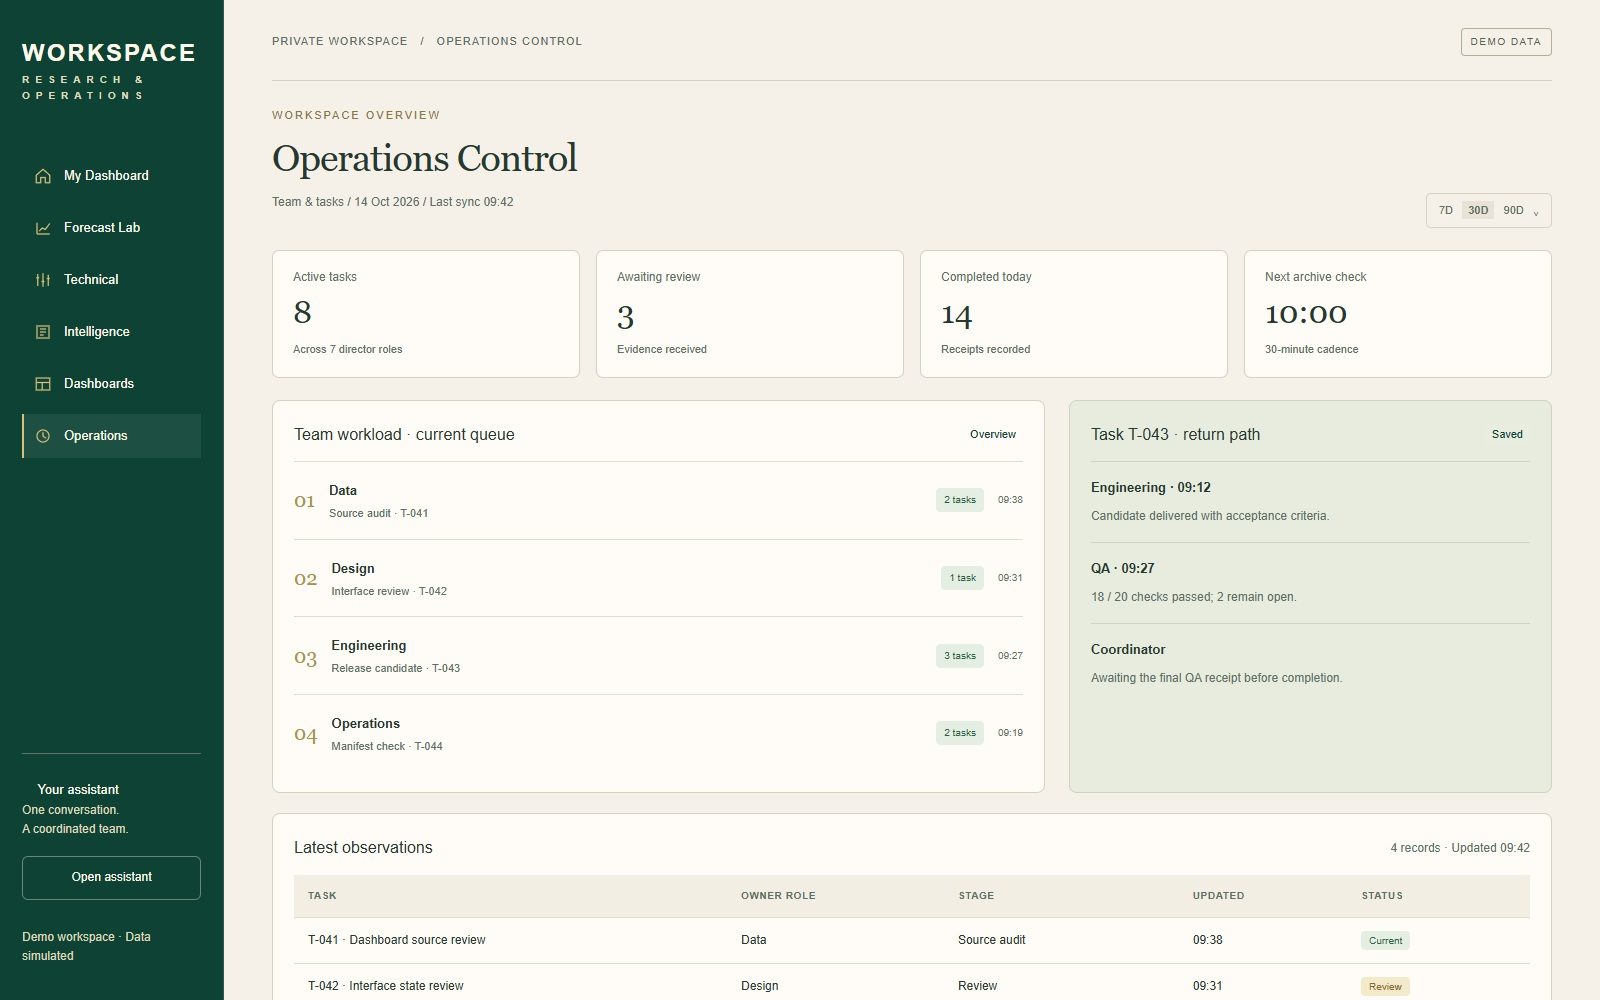 WORKSPACE
RESEARCH &
OPERATIONS
My Dashboard
Forecast Lab
Technical
Intelligence
Dashboards
Operations
Your assistant
One conversation.
A coordinated team.
Open assistant
Demo workspace · Data
simulated
PRIVATE WORKSPACE / OPERATIONS CONTROL
DEMO DATA
WORKSPACE OVERVIEW
Operations Control
Team & tasks / 14 Oct 2026 / Last sync 09:42
7D 30D 90D v
Active tasks
8
Across 7 director roles
Awaiting review
3
Evidence received
Completed today
14
Receipts recorded
Next archive check
10:00
30-minute cadence
Team workload · current queue
Overview
01
Data
Source audit · T-041
2 tasks
09:38
02
Design
Interface review · T-042
1 task
09:31
03
Engineering
Release candidate · T-043
3 tasks
09:27
04
Operations
Manifest check · T-044
2 tasks
09:19
Task T-043 · return path
Saved
Engineering · 09:12
Candidate delivered with acceptance criteria.
QA · 09:27
18 / 20 checks passed; 2 remain open.
Coordinator
Awaiting the final QA receipt before completion.
Latest observations
4 records · Updated 09:42
TASK OWNER ROLE STAGE UPDATED STATUS
T-041 · Dashboard source review Data Source audit 09:38 Current
T-042 · Interface state review Design Review 09:31 Review